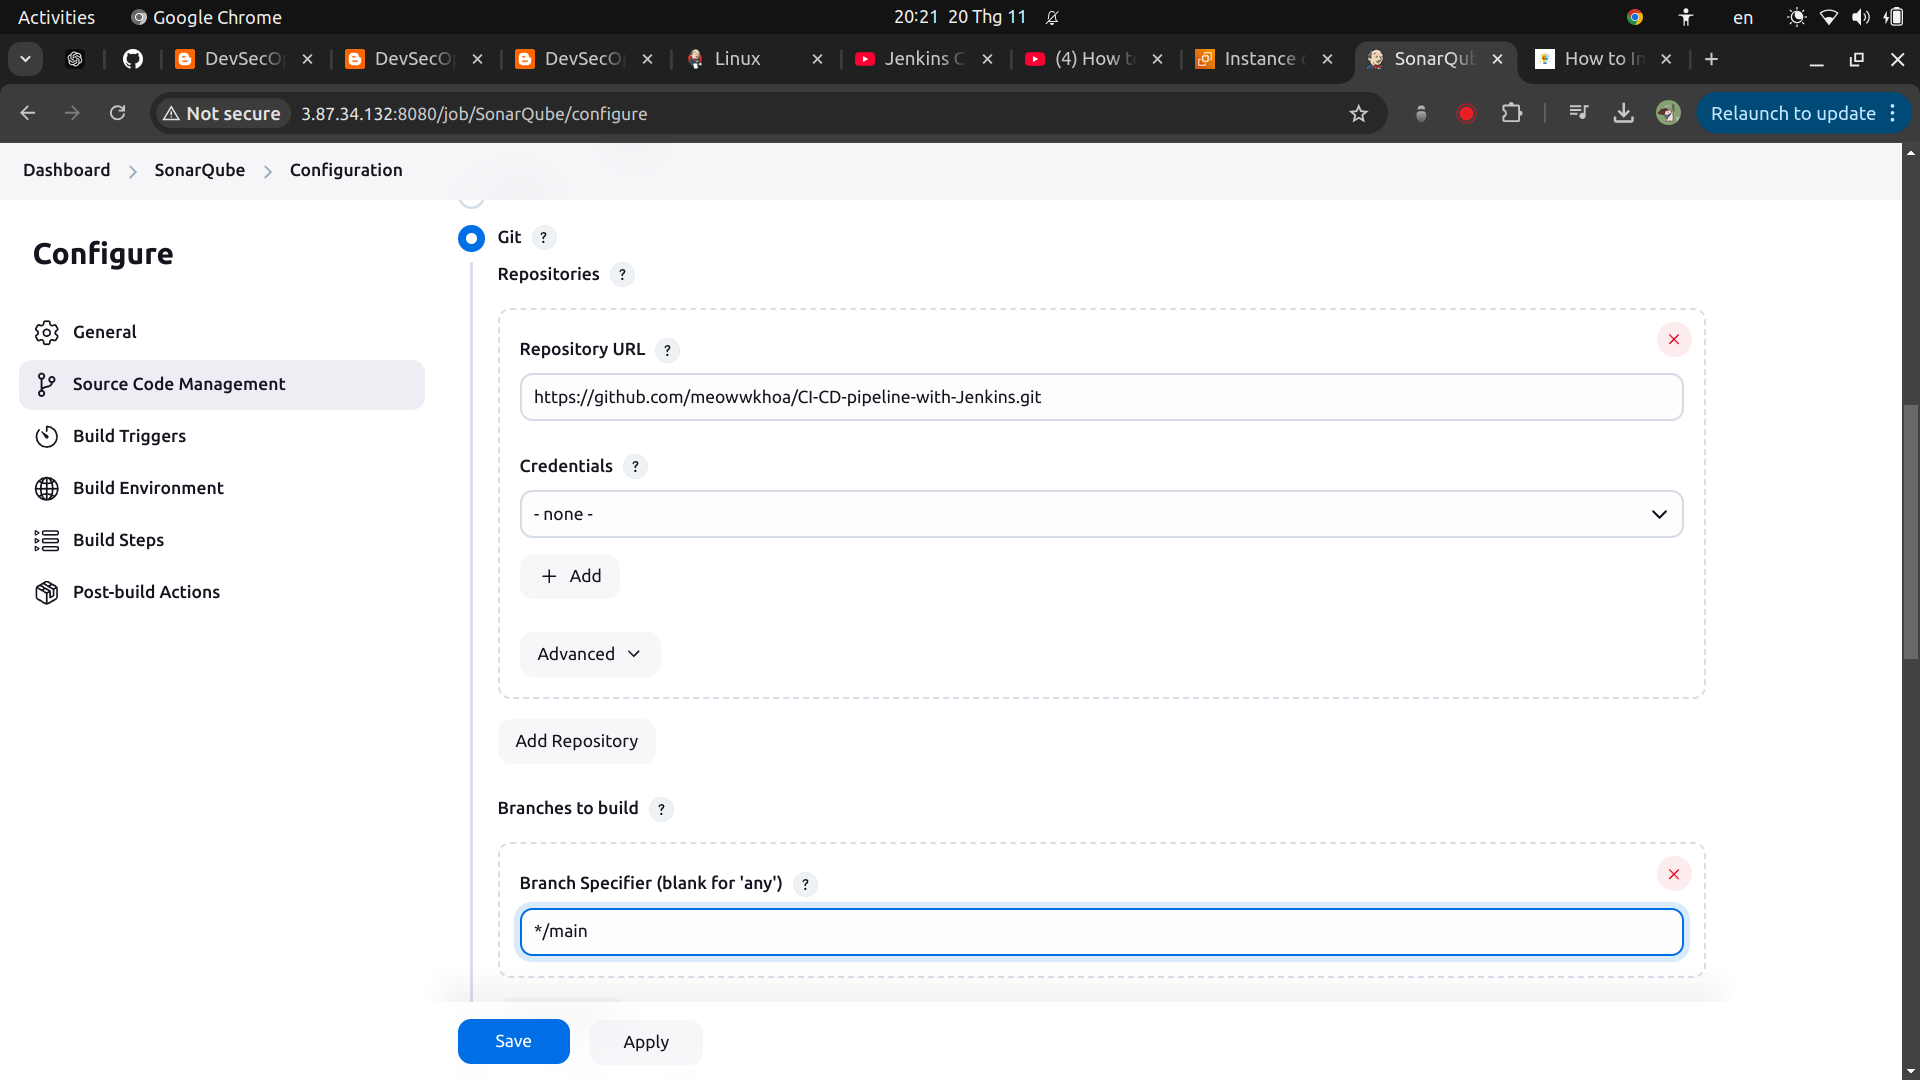 Activities
Google Chrome
20:21 20 Thg 11
en
DevSecO
DevSecO
DevSecO
Linux
Jenkins C
(4) How t
Instance
SonarQu
How to In
Not secure
3.87.34.132:8080/job/SonarQube/configure
Relaunch to update
Dashboard
SonarQube
Configuration
Configure
General
Source Code Management
Build Triggers
Build Environment
Build Steps
Post-build Actions
Git ?
Repositories ?
Repository URL ?
https://github.com/meowwkhoa/CI-CD-pipeline-with-Jenkins.git
Credentials ?
- none -
+ Add
Advanced
Add Repository
Branches to build ?
Branch Specifier (blank for 'any') ?
*/main
Save
Apply